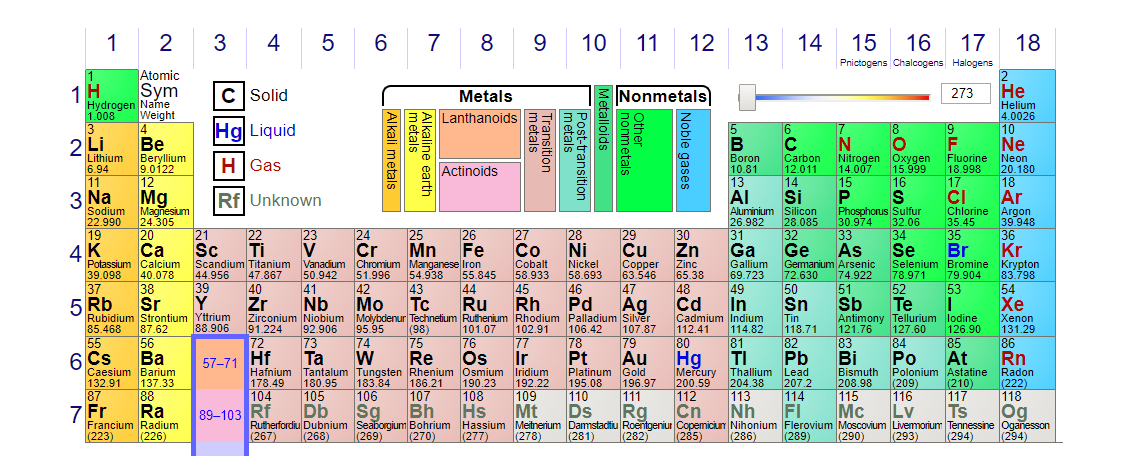 1 2 3 4 5 6 7 8 9 10 11 12 13 14 15 16 17 18
Pnictogens Chalcogens Halogens
1
1
H
Hydrogen
1.008
Atomic
Sym
Name
Weight
C Solid
Hg Liquid
H Gas
Rf Unknown
Metals
Metalloids
Nonmetals
Alkali metals
Alkaline earth metals
Lanthanoids
Actinoids
Transition metals
Post-transition metals
Other nonmetals
Noble gases
273
2
He
Helium
4.0026
2
3 4 5 6 7 8 9 10
Li Be B C N O F Ne
Lithium Beryllium Boron Carbon Nitrogen Oxygen Fluorine Neon
6.94 9.0122 10.81 12.011 14.007 15.999 18.998 20.180
3
11 12 13 14 15 16 17 18
Na Mg Al Si P S Cl Ar
Sodium Magnesium Aluminium Silicon Phosphorus Sulfur Chlorine Argon
22.990 24.305 26.982 28.085 30.974 32.06 35.45 39.948
4
19 20 21 22 23 24 25 26 27 28 29 30 31 32 33 34 35 36
K Ca Sc Ti V Cr Mn Fe Co Ni Cu Zn Ga Ge As Se Br Kr
Potassium Calcium Scandium Titanium Vanadium Chromium Manganese Iron Cobalt Nickel Copper Zinc Gallium Germanium Arsenic Selenium Bromine Krypton
39.098 40.078 44.956 47.867 50.942 51.996 54.938 55.845 58.933 58.693 63.546 65.38 69.723 72.630 74.922 78.971 79.904 83.798
5
37 38 39 40 41 42 43 44 45 46 47 48 49 50 51 52 53 54
Rb Sr Y Zr Nb Mo Tc Ru Rh Pd Ag Cd In Sn Sb Te I Xe
Rubidium Strontium Yttrium Zirconium Niobium Molybdenun Technetium Ruthenium Rhodium Palladium Silver Cadmium Indium Tin Antimony Tellurium Iodine Xenon
85.468 87.62 88.906 91.224 92.906 95.95 (98) 101.07 102.91 106.42 107.87 112.41 114.82 118.71 121.76 127.60 126.90 131.29
6
55 56 57–71 72 73 74 75 76 77 78 79 80 81 82 83 84 85 86
Cs Ba Hf Ta W Re Os Ir Pt Au Hg Tl Pb Bi Po At Rn
Caesium Barium Hafnium Tantalum Tungsten Rhenium Osmium Iridium Platinum Gold Mercury Thallium Lead Bismuth Polonium Astatine Radon
132.91 137.33 178.49 180.95 183.84 186.21 190.23 192.22 195.08 196.97 200.59 204.38 207.2 208.98 (209) (210) (222)
7
87 88 89–103 104 105 106 107 108 109 110 111 112 113 114 115 116 117 118
Fr Ra Rf Db Sg Bh Hs Mt Ds Rg Cn Nh Fl Mc Lv Ts Og
Francium Radium Rutherfordiu Dubnium Seaborgium Bohrium Hassium Meitnerium Darmstadtiu Roentgeniur Copernicium Nihonium Flerovium Moscovium Livermorium Tennessine Oganesson
(223) (226) (267) (268) (269) (270) (277) (278) (281) (282) (285) (286) (289) (290) (293) (294) (294)